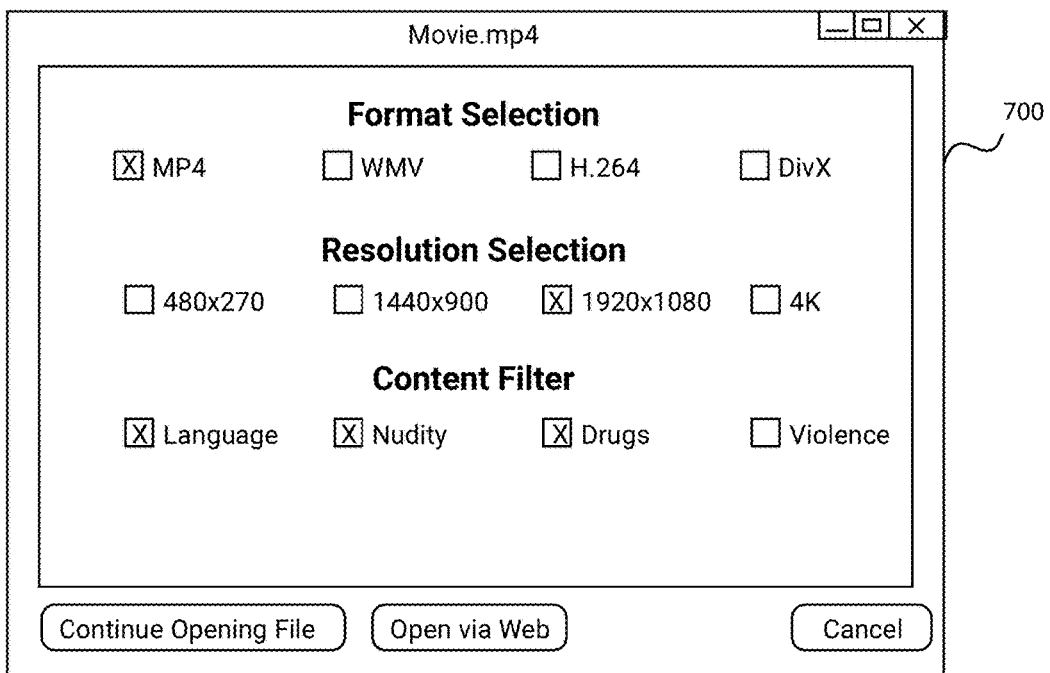 Movie.mp4
700
Format Selection
X MP4 WMV H.264 DivX
Resolution Selection
480x270 1440x900 X 1920x1080 4K
Content Filter
X Language X Nudity X Drugs Violence
Continue Opening File Open via Web Cancel